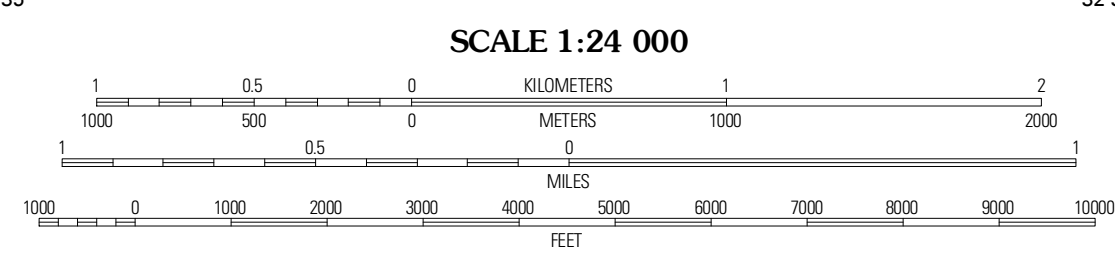 SCALE 1:24 000
1 0.5 0 KILOMETERS 1 2
1000 500 0 METERS 1000 2000
1 0.5 0 1
MILES
1000 0 1000 2000 3000 4000 5000 6000 7000 8000 9000 10000
FEET